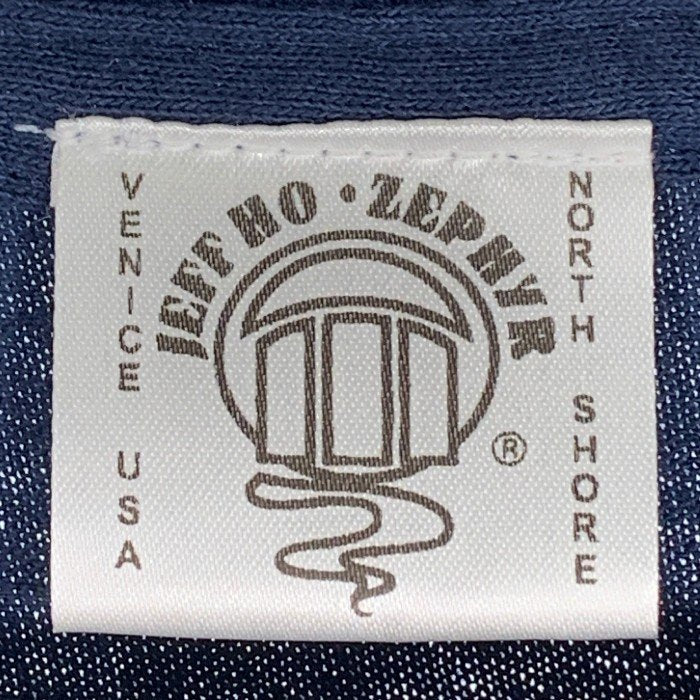 JEFF HO • ZEPHYR
VENICE USA
NORTH SHORE
®